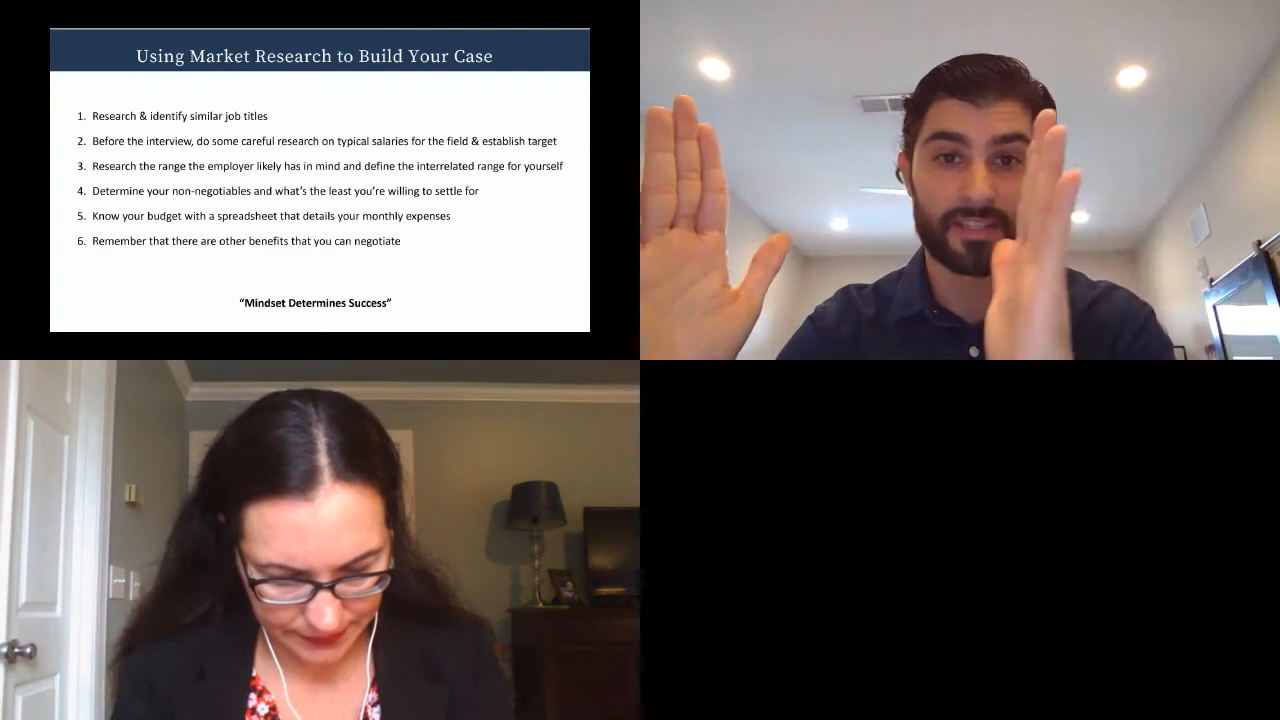 Using Market Research to Build Your Case
1. Research & identify similar job titles
2. Before the interview, do some careful research on typical salaries for the field & establish target
3. Research the range the employer likely has in mind and define the interrelated range for yourself
4. Determine your non-negotiables and what's the least you're willing to settle for
5. Know your budget with a spreadsheet that details your monthly expenses
6. Remember that there are other benefits that you can negotiate
“Mindset Determines Success”